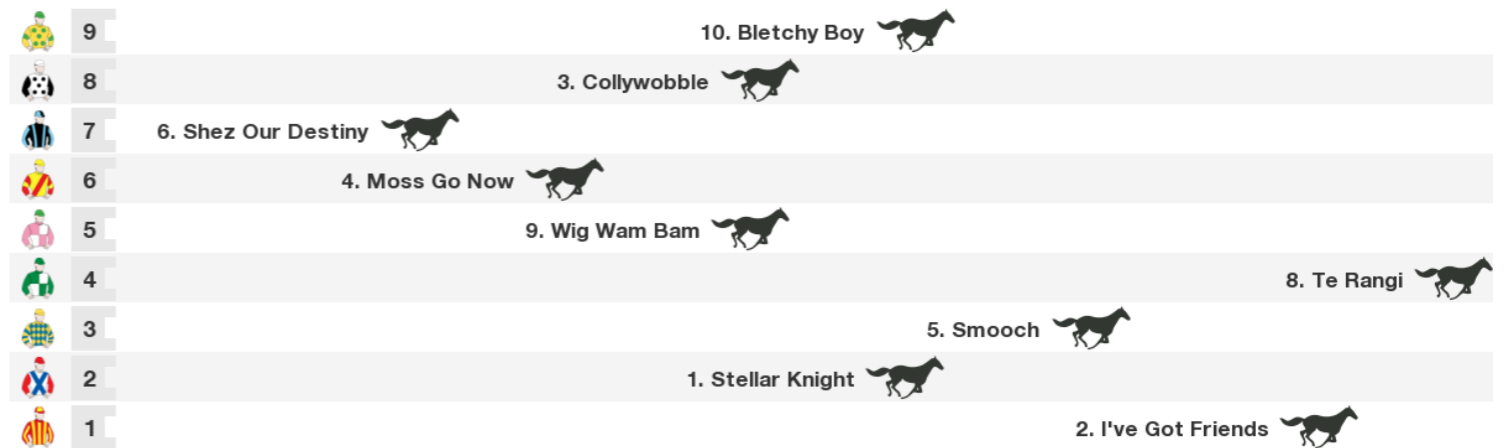 9 10. Bletchy Boy
8 3. Collywobble
7 6. Shez Our Destiny
6 4. Moss Go Now
5 9. Wig Wam Bam
4 8. Te Rangi
3 5. Smooch
2 1. Stellar Knight
1 2. I've Got Friends